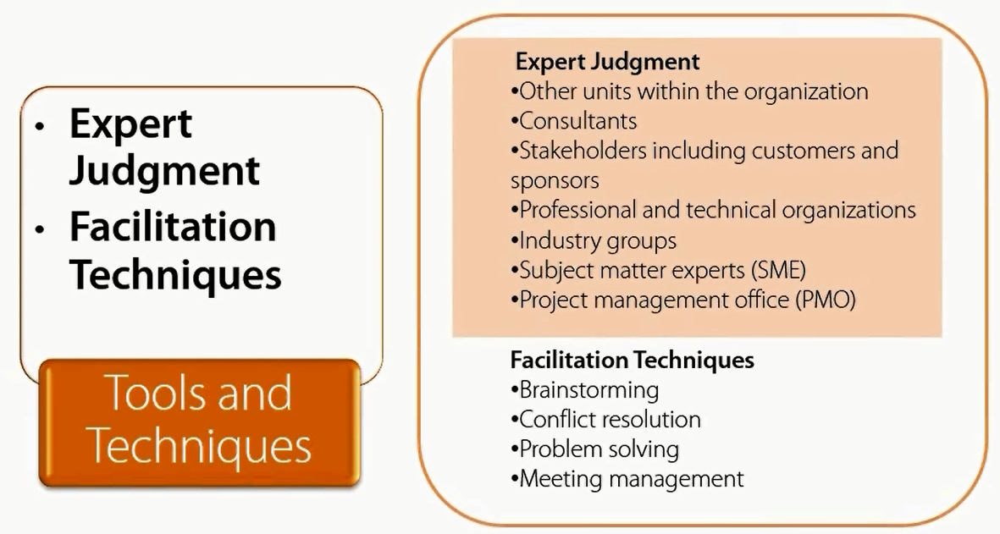 • Expert
Judgment
• Facilitation
Techniques
Tools and
Techniques
Expert Judgment
•Other units within the organization
•Consultants
•Stakeholders including customers and
sponsors
•Professional and technical organizations
•Industry groups
•Subject matter experts (SME)
•Project management office (PMO)
Facilitation Techniques
•Brainstorming
•Conflict resolution
•Problem solving
•Meeting management